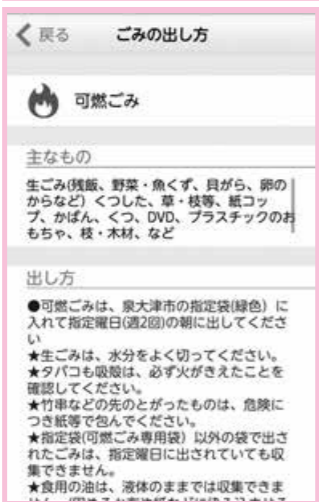 戻る ごみの出し方
可燃ごみ
主なもの
生ごみ(残飯、野菜・魚くず、貝がら、卵の
からなど）くつした、草・枝等、紙コッ
プ、かばん、くつ、DVD、プラスチックのお
もちゃ、枝・木材、など
出し方
●可燃ごみは、泉大津市の指定袋(緑色）に
入れて指定曜日(週2回)の朝に出してくださ
い
★生ごみは、水分をよく切ってください。
★タバコも吸殻は、必ず火がきえたことを
確認してください。
★竹串などの先のとがったものは、危険に
つき紙等で包んでください。
★指定袋(可燃ごみ専用袋）以外の袋で出さ
れたごみは、指定曜日に出されていても収
集できません。
★食用の油は、液体のままでは収集できま